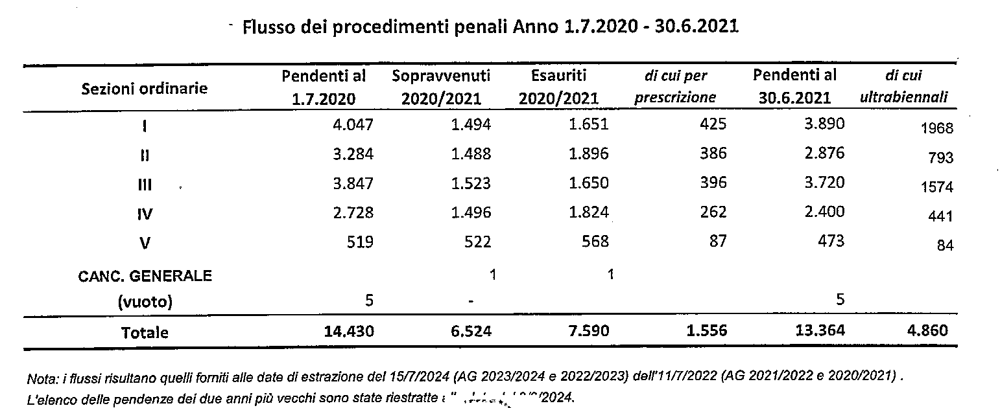 Flusso dei procedimenti penali Anno 1.7.2020 - 30.6.2021
Sezioni ordinarie Pendenti al 1.7.2020 Sopravvenuti 2020/2021 Esauriti 2020/2021 di cui per prescrizione Pendenti al 30.6.2021 di cui ultrabiennali
I 4.047 1.494 1.651 425 3.890 1968
II 3.284 1.488 1.896 386 2.876 793
III 3.847 1.523 1.650 396 3.720 1574
IV 2.728 1.496 1.824 262 2.400 441
V 519 522 568 87 473 84
CANC. GENERALE 1 1
(vuoto) 5 - 5
Totale 14.430 6.524 7.590 1.556 13.364 4.860
Nota: i flussi risultano quelli forniti alle date di estrazione del 15/7/2024 (AG 2023/2024 e 2022/2023) dell'11/7/2022 (AG 2021/2022 e 2020/2021) .
L'elenco delle pendenze dei due anni più vecchi sono state riestratte /2024.